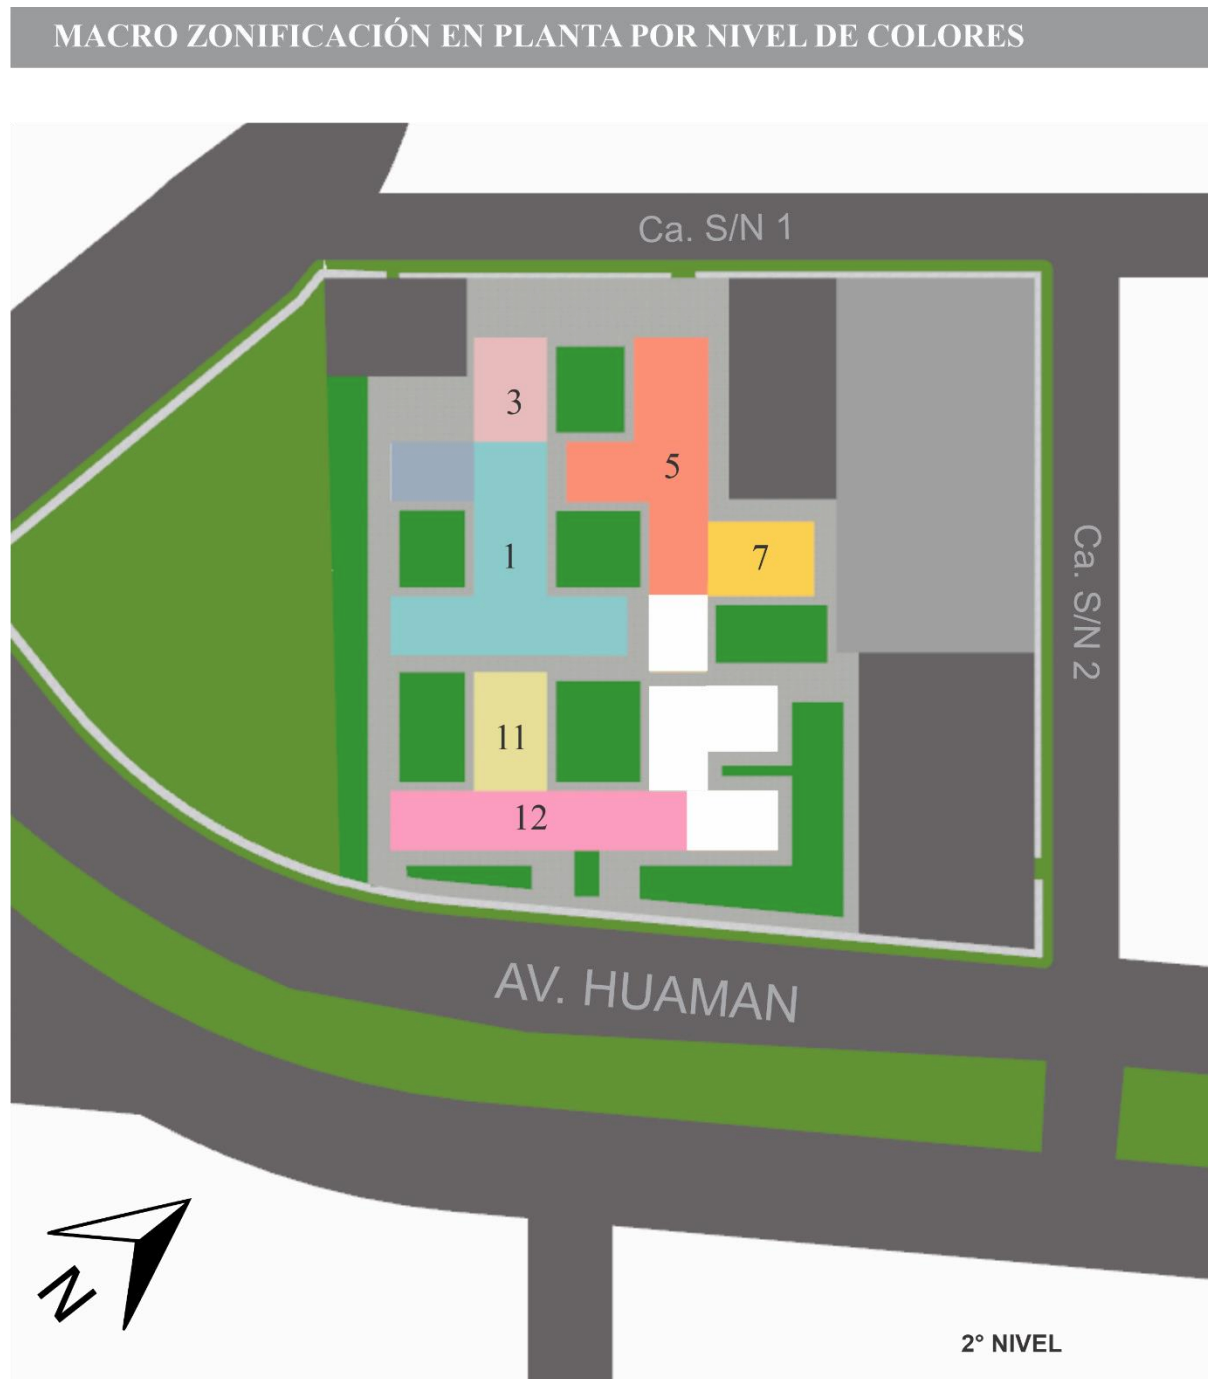 MACRO ZONIFICACIÓN EN PLANTA POR NIVEL DE COLORES
Ca. S/N 1
3
5
1
7
Ca. S/N 2
11
12
AV. HUAMAN
N
2° NIVEL